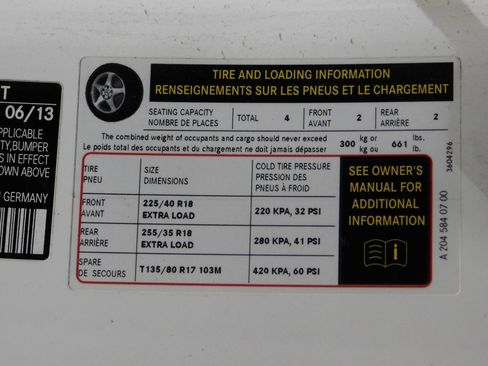 T
06/13
APPLICABLE
TY,BUMPER
S IN EFFECT
OWN ABOVE
N GERMANY
TIRE AND LOADING INFORMATION
RENSEIGNEMENTS SUR LES PNEUS ET LE CHARGEMENT
SEATING CAPACITY
NOMBRE DE PLACES
TOTAL 4
FRONT
AVANT 2
REAR
ARRIÈRE 2
The combined weight of occupants and cargo should never exceed
Le poids total des occupants et du chargement ne doit jamais dépasser
300 kg or
kg ou 661 lbs.
lb.
TIRE
PNEU
SIZE
DIMENSIONS
COLD TIRE PRESSURE
PRESSION DES
PNEUS À FROID
FRONT
AVANT
225/40 R18
EXTRA LOAD
220 KPA, 32 PSI
REAR
ARRIÈRE
255/35 R18
EXTRA LOAD
280 KPA, 41 PSI
SPARE
DE SECOURS
T135/80 R17 103M
420 KPA, 60 PSI
SEE OWNER'S
MANUAL FOR
ADDITIONAL
INFORMATION
3604296
A 204 584 07 00